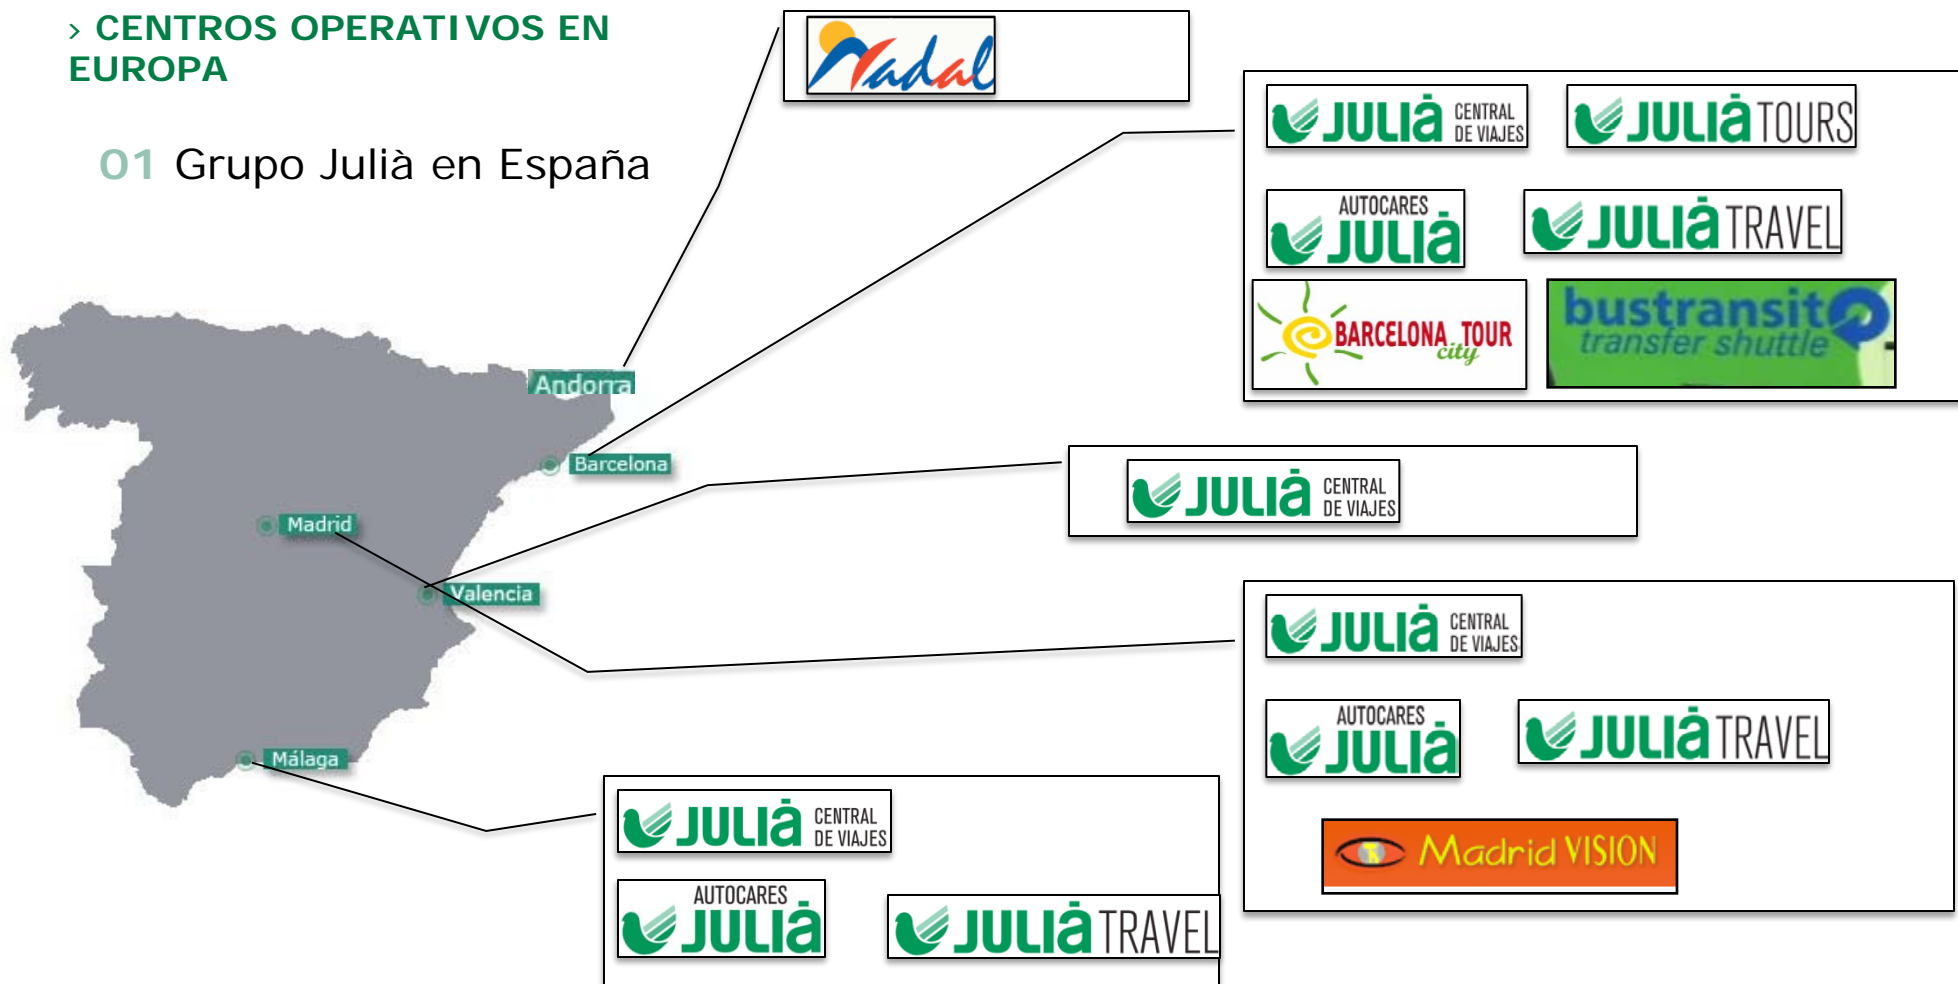 › CENTROS OPERATIVOS EN
EUROPA
01 Grupo Julià en España
Nadal
JULIÀ CENTRAL
DE VIAJES
JULIÀ TOURS
AUTOCARES
JULIÀ
JULIÀ TRAVEL
BARCELONA TOUR
city
bustransit
transfer shuttle
Andorra
Barcelona
Madrid
Valencia
Málaga
JULIÀ CENTRAL
DE VIAJES
JULIÀ CENTRAL
DE VIAJES
AUTOCARES
JULIÀ
JULIÀ TRAVEL
Madrid VISION
JULIÀ CENTRAL
DE VIAJES
AUTOCARES
JULIÀ
JULIÀ TRAVEL